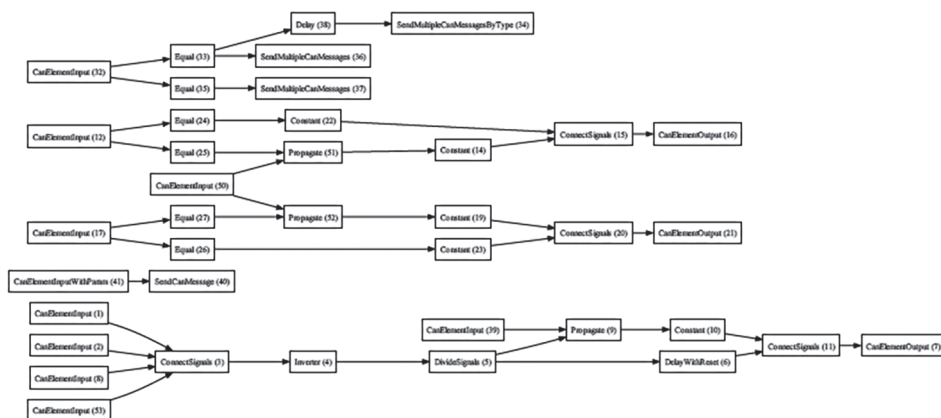 Delay (38)
SendMultipleCanMessagesByType (34)
Equal (33)
SendMultipleCanMessages (36)
CanElementInput (32)
Equal (35)
SendMultipleCanMessages (37)
Equal (24)
Constant (22)
CanElementInput (12)
ConnectSignals (15)
CanElementOutput (16)
Equal (25)
Propagate (51)
Constant (14)
CanElementInput (50)
Equal (27)
Propagate (52)
Constant (19)
CanElementInput (17)
ConnectSignals (20)
CanElementOutput (21)
Equal (26)
Constant (23)
CanElementInputWithParam (41)
SendCanMessage (40)
CanElementInput (1)
CanElementInput (39)
Propagate (9)
Constant (10)
CanElementInput (2)
ConnectSignals (11)
CanElementOutput (7)
ConnectSignals (3)
Inverter (4)
DivideSignals (5)
DelayWithReset (6)
CanElementInput (8)
CanElementInput (53)